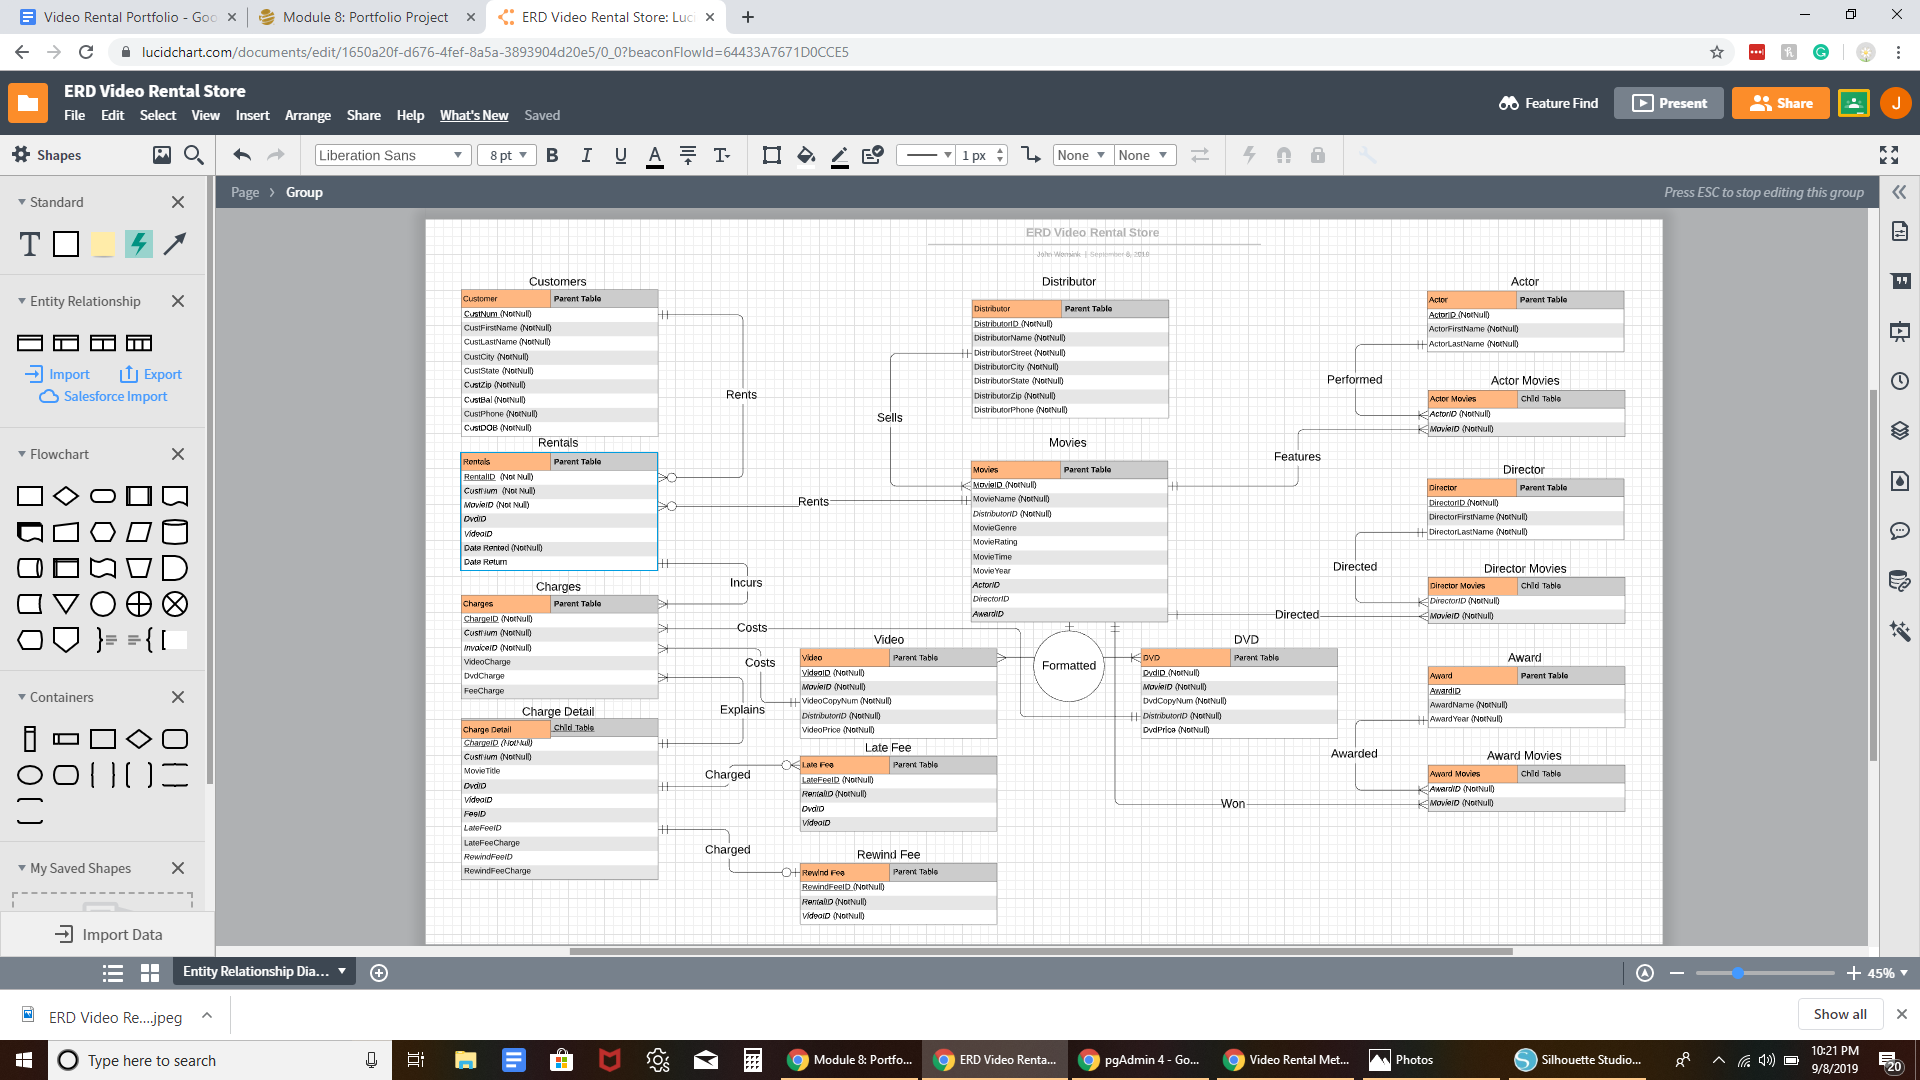 Video Rental Portfolio - Goo
Module 8: Portfolio Project
ERD Video Rental Store: Luc
lucidchart.com/documents/edit/1650a20f-d676-4fef-8a5a-3893904d20e5/0_0?beaconFlowId=64433A7671D0CCE5
ERD Video Rental Store
File Edit Select View Insert Arrange Share Help What's New Saved
Feature Find
Present
Share
J
Shapes
Liberation Sans
8 pt
B I U A T
1 px
None
None
Page > Group
Press ESC to stop editing this group
Standard
T
Entity Relationship
Import
Export
Salesforce Import
Flowchart
Containers
My Saved Shapes
Import Data
ERD Video Rental Store
John Wensink | September 8, 2019
Customers
Customer Parent Table
CustNum (NotNull)
CustFirstName (NotNull)
CustLastName (NotNull)
CustCity (NotNull)
CustState (NotNull)
CustZip (NotNull)
CustBal (NotNull)
CustPhone (NotNull)
CustDOB (NotNull)
Rentals
Rentals Parent Table
RentalID (Not Null)
CustNum (Not Null)
MovieID (Not Null)
DvdID
VideoID
Date Rented (NotNull)
Date Return
Charges
Charges Parent Table
ChargeID (NotNull)
CustNum (NotNull)
InvoiceID (NotNull)
VideoCharge
DvdCharge
FeeCharge
Charge Detail
Charge Detail Child Table
ChargeID (NotNull)
CustNum (NotNull)
MovieTitle
DvdID
VideoID
FeeID
LateFeeID
LateFeeCharge
RewindFeeID
RewindFeeCharge
Rents
Sells
Rents
Incurs
Costs
Costs
Explains
Charged
Charged
Distributor
Distributor Parent Table
DistributorID (NotNull)
DistributorName (NotNull)
DistributorStreet (NotNull)
DistributorCity (NotNull)
DistributorState (NotNull)
DistributorZip (NotNull)
DistributorPhone (NotNull)
Movies
Movies Parent Table
MovieID (NotNull)
MovieName (NotNull)
DistributorID (NotNull)
MovieGenre
MovieRating
MovieTime
MovieYear
ActorID
DirectorID
AwardID
Video
Video Parent Table
VideoID (NotNull)
MovieID (NotNull)
VideoCopyNum (NotNull)
DistributorID (NotNull)
VideoPrice (NotNull)
Formatted
DVD
DVD Parent Table
DvdID (NotNull)
MovieID (NotNull)
DvdCopyNum (NotNull)
DistributorID (NotNull)
DvdPrice (NotNull)
Late Fee
Late Fee Parent Table
LateFeeID (NotNull)
RentalID (NotNull)
DvdID
VideoID
Rewind Fee
Rewind Fee Parent Table
RewindFeeID (NotNull)
RentalID (NotNull)
VideoID (NotNull)
Performed
Features
Directed
Directed
Awarded
Won
Actor
Actor Parent Table
ActorID (NotNull)
ActorFirstName (NotNull)
ActorLastName (NotNull)
Actor Movies
Actor Movies Child Table
ActorID (NotNull)
MovieID (NotNull)
Director
Director Parent Table
DirectorID (NotNull)
DirectorFirstName (NotNull)
DirectorLastName (NotNull)
Director Movies
Director Movies Child Table
DirectorID (NotNull)
MovieID (NotNull)
Award
Award Parent Table
AwardID
AwardName (NotNull)
AwardYear (NotNull)
Award Movies
Award Movies Child Table
AwardID (NotNull)
MovieID (NotNull)
Entity Relationship Dia...
45%
ERD Video Re....jpeg
Show all
Type here to search
Module 8: Portfo...
ERD Video Renta...
pgAdmin 4 - Go...
Video Rental Met...
Photos
Silhouette Studio...
10:21 PM
9/8/2019
20